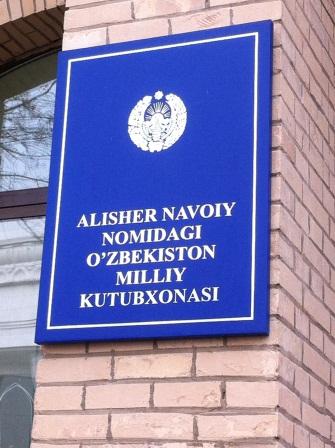 ALISHER NAVOIY
NOMIDAGI
O’ZBEKISTON
MILLIY
KUTUBXONASI